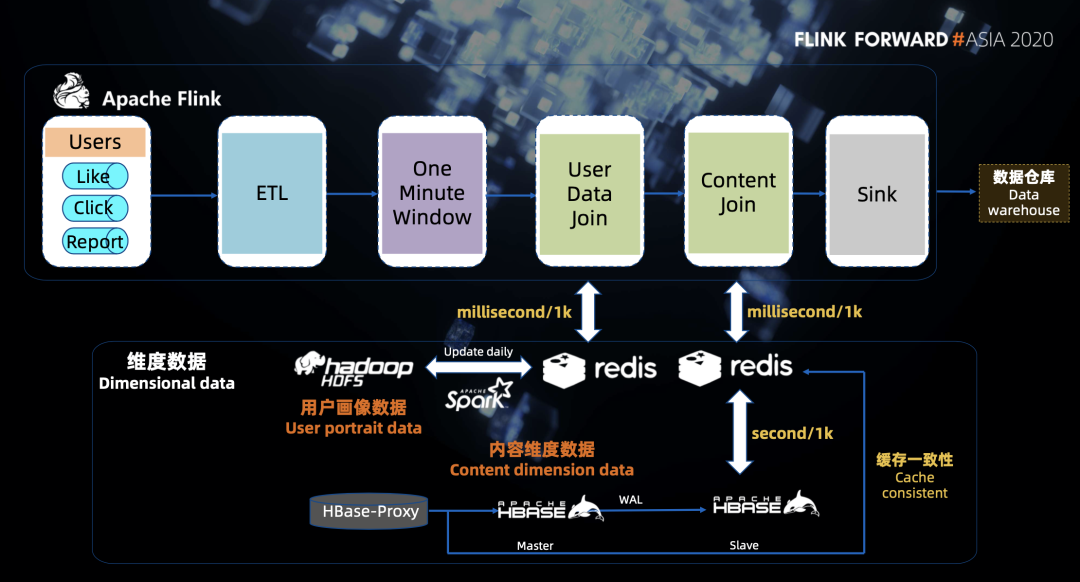 FLINK FORWARD #ASIA 2020
Apache Flink
Users
Like
Click
Report
ETL
One
Minute
Window
User
Data
Join
Content
Join
Sink
数据仓库
Data
warehouse
millisecond/1k
millisecond/1k
维度数据
Dimensional data
hadoop
HDFS
Update daily
APACHE
Spark
redis
redis
用户画像数据
User portrait data
second/1k
内容维度数据
Content dimension data
缓存一致性
Cache
consistent
HBase-Proxy
APACHE
HBASE
WAL
APACHE
HBASE
Master
Slave